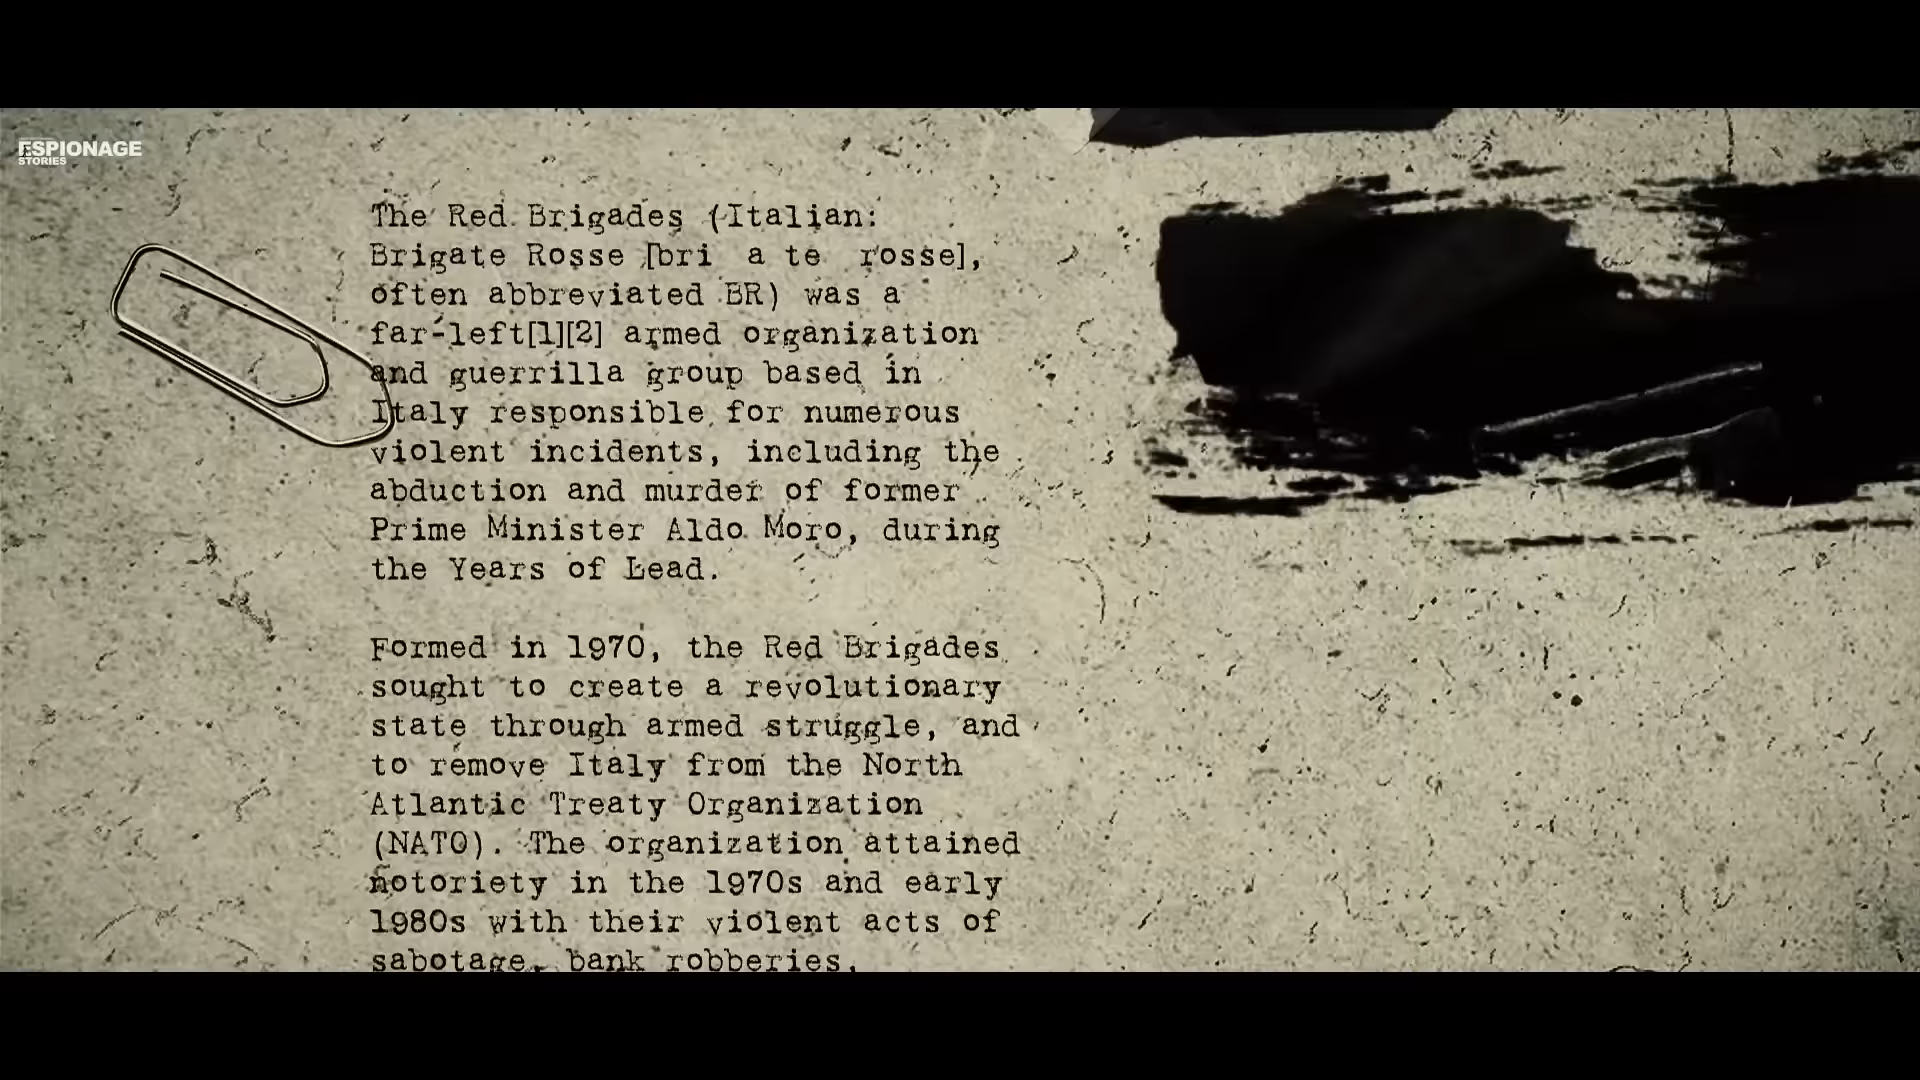 ESPIONAGE
STORIES
The Red Brigades (Italian:
Brigate Rosse [bri a te rosse],
often abbreviated BR) was a
far-left[1][2] armed organization
and guerrilla group based in
Italy responsible for numerous
violent incidents, including the
abduction and murder of former
Prime Minister Aldo Moro, during
the Years of Lead.
Formed in 1970, the Red Brigades
sought to create a revolutionary
state through armed struggle, and
to remove Italy from the North
Atlantic Treaty Organization
(NATO). The organization attained
notoriety in the 1970s and early
1980s with their violent acts of
sabotage, bank robberies,